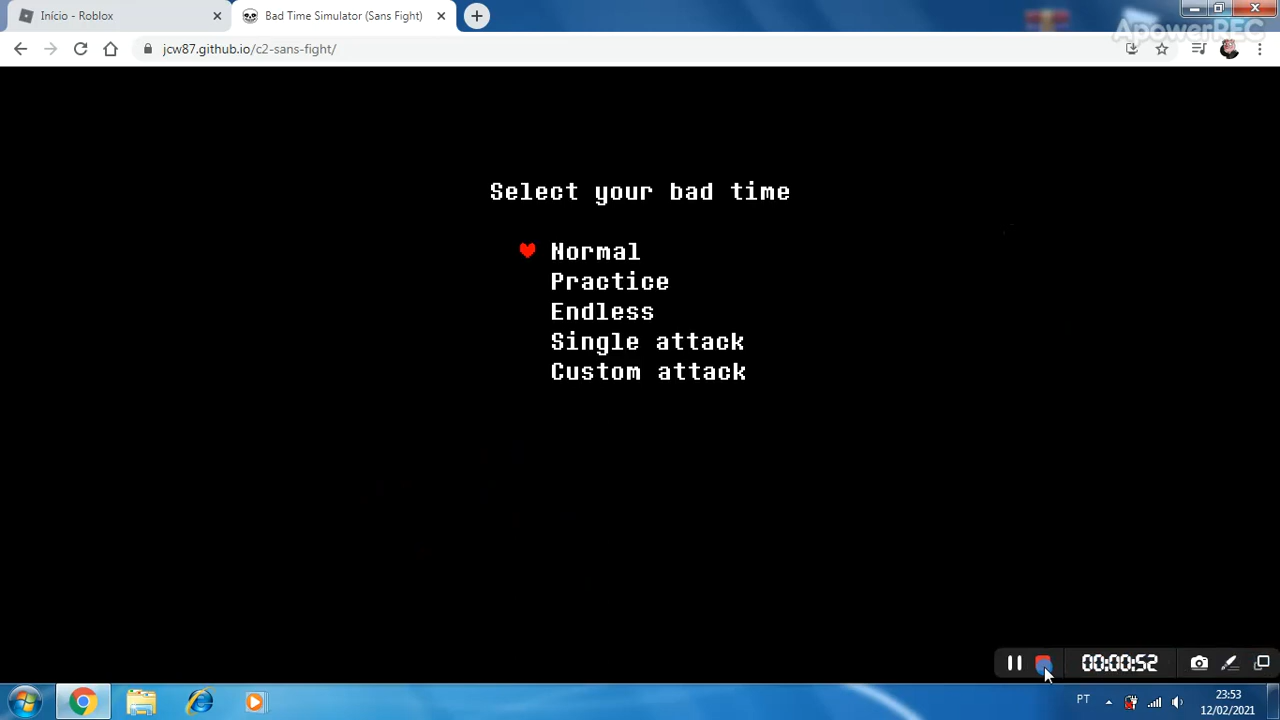 Início - Roblox
Bad Time Simulator (Sans Fight)
ApowerREC
jcw87.github.io/c2-sans-fight/
Select your bad time
Normal
Practice
Endless
Single attack
Custom attack
00:00:52
PT
23:53
12/02/2021